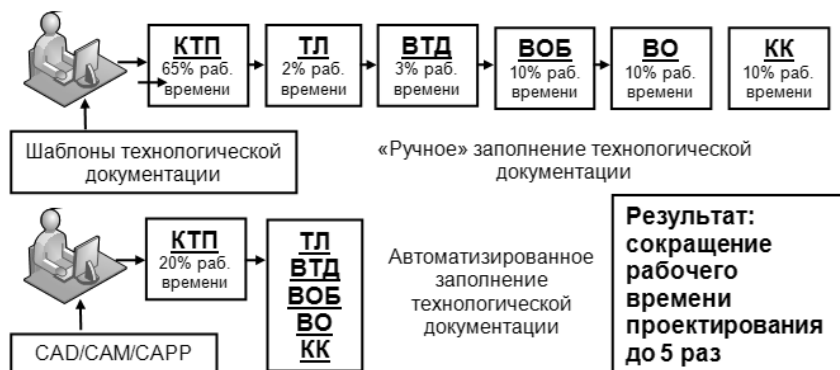 КТП
65% раб.
времени
ТЛ
2% раб.
времени
ВТД
3% раб.
времени
ВОБ
10% раб.
времени
ВО
10% раб.
времени
КК
10% раб.
времени
Шаблоны технологической
документации
«Ручное» заполнение технологической
документации
КТП
20% раб.
времени
ТЛ
ВТД
ВОБ
ВО
КК
Автоматизированное
заполнение
технологической
документации
Результат:
сокращение
рабочего
времени
проектирования
до 5 раз
CAD/CAM/CAPP